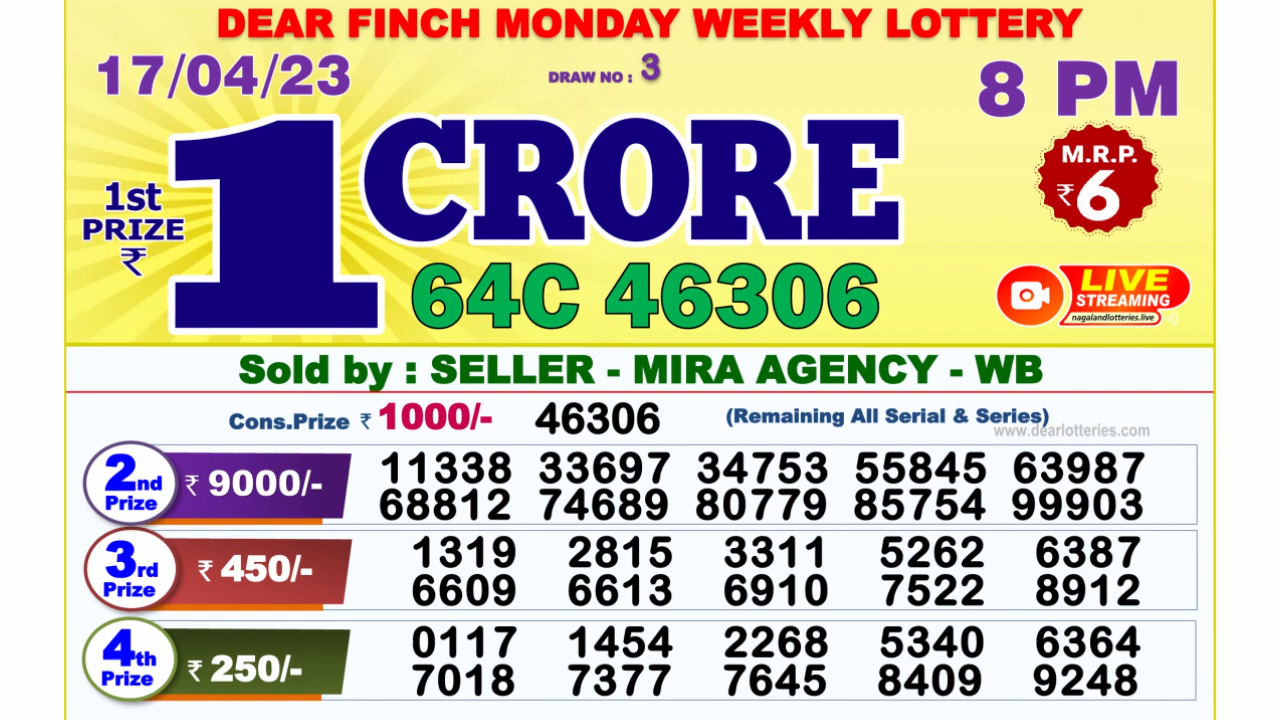 DEAR FINCH MONDAY WEEKLY LOTTERY
17/04/23
DRAW NO : 3
8 PM
1st PRIZE ₹
1 CRORE
M.R.P.
₹ 6
64C 46306
LIVE
STREAMING
nagalandlotteries.live
Sold by : SELLER - MIRA AGENCY - WB
Cons.Prize ₹ 1000/- 46306 (Remaining All Serial & Series)
www.dearlotteries.com
2nd Prize ₹ 9000/-
11338 33697 34753 55845 63987
68812 74689 80779 85754 99903
3rd Prize ₹ 450/-
1319 2815 3311 5262 6387
6609 6613 6910 7522 8912
4th Prize ₹ 250/-
0117 1454 2268 5340 6364
7018 7377 7645 8409 9248